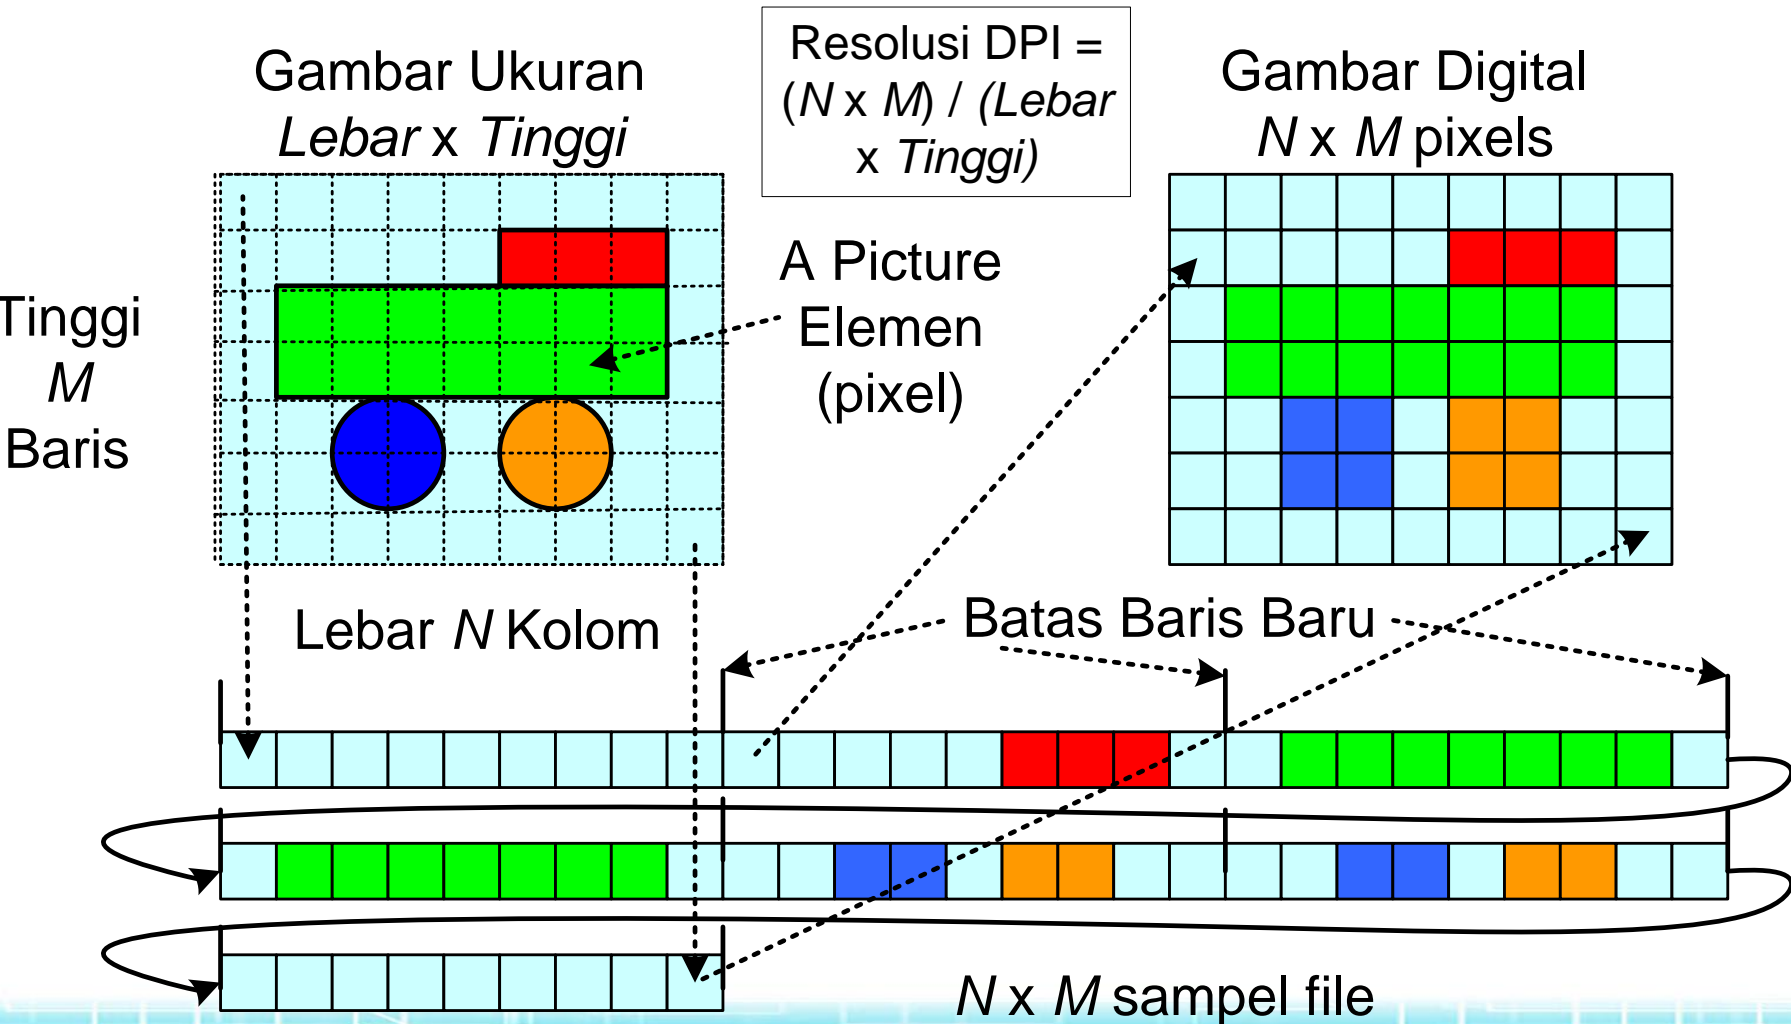 Gambar Ukuran
Lebar x Tinggi
Resolusi DPI =
(N x M) / (Lebar
x Tinggi)
Gambar Digital
N x M pixels
Tinggi
M
Baris
A Picture
Elemen
(pixel)
Lebar N Kolom
Batas Baris Baru
N x M sampel file